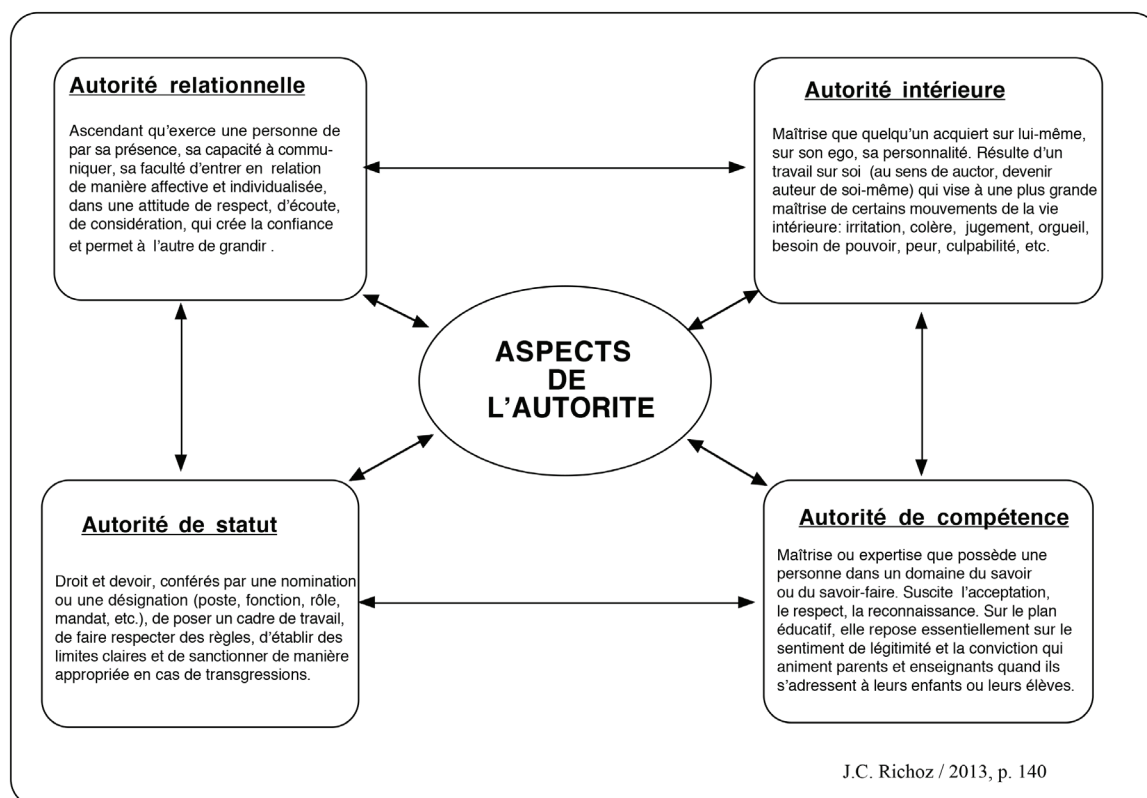 Autorité relationnelle
Ascendant qu'exerce une personne de
par sa présence, sa capacité à commu-
niquer, sa faculté d'entrer en relation
de manière affective et individualisée,
dans une attitude de respect, d'écoute,
de considération, qui crée la confiance
et permet à l'autre de grandir .
Autorité intérieure
Maîtrise que quelqu'un acquiert sur lui-même,
sur son ego, sa personnalité. Résulte d'un
travail sur soi (au sens de auctor, devenir
auteur de soi-même) qui vise à une plus grande
maîtrise de certains mouvements de la vie
intérieure: irritation, colère, jugement, orgueil,
besoin de pouvoir, peur, culpabilité, etc.
ASPECTS
DE
L'AUTORITE
Autorité de statut
Droit et devoir, conférés par une nomination
ou une désignation (poste, fonction, rôle,
mandat, etc.), de poser un cadre de travail,
de faire respecter des règles, d'établir des
limites claires et de sanctionner de manière
appropriée en cas de transgressions.
Autorité de compétence
Maîtrise ou expertise que possède une
personne dans un domaine du savoir
ou du savoir-faire. Suscite l'acceptation,
le respect, la reconnaissance. Sur le plan
éducatif, elle repose essentiellement sur le
sentiment de légitimité et la conviction qui
animent parents et enseignants quand ils
s'adressent à leurs enfants ou leurs élèves.
J.C. Richoz / 2013, p. 140